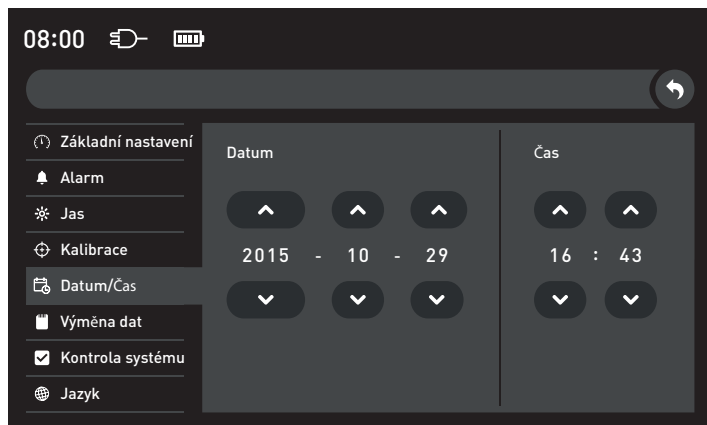 08:00
Základní nastavení
Alarm
Jas
Kalibrace
Datum/Čas
Výměna dat
Kontrola systému
Jazyk
Datum
2015 - 10 - 29
Čas
16 : 43